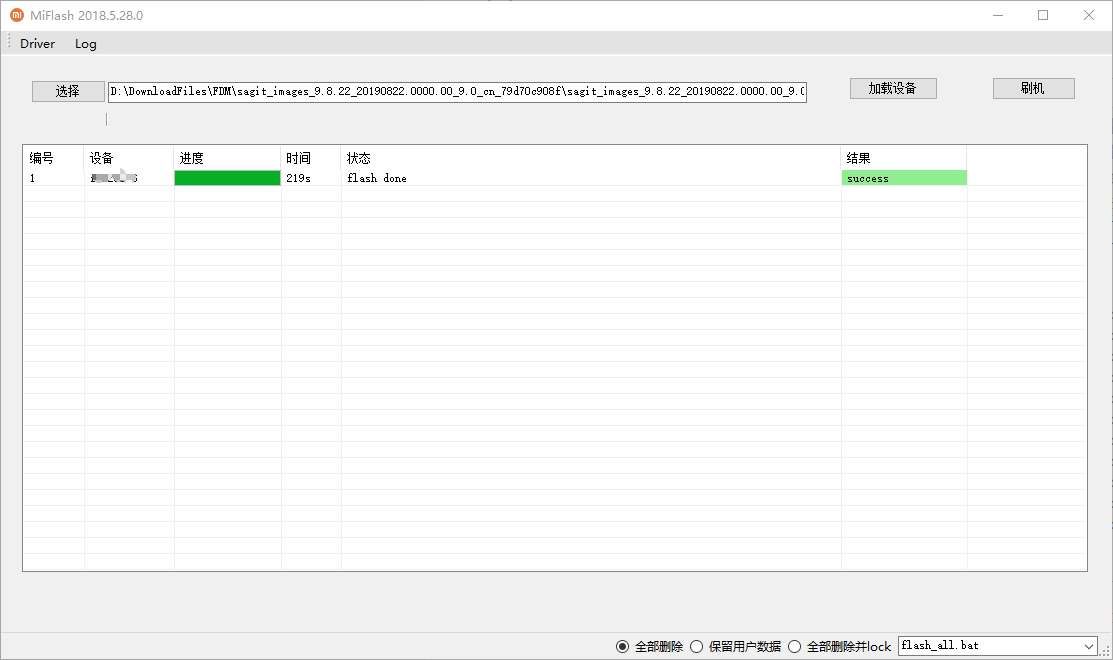 MiFlash 2018.5.28.0
Driver Log
选择 D:\DownloadFiles\FDM\sagit_images_9.8.22_20190822.0000.00_9.0_cn_79d70c908f\sagit_images_9.8.22_20190822.0000.00_9.0 加载设备 刷机
编号 设备 进度 时间 状态 结果
1 219s flash done success
全部删除 保留用户数据 全部删除并lock flash_all.bat